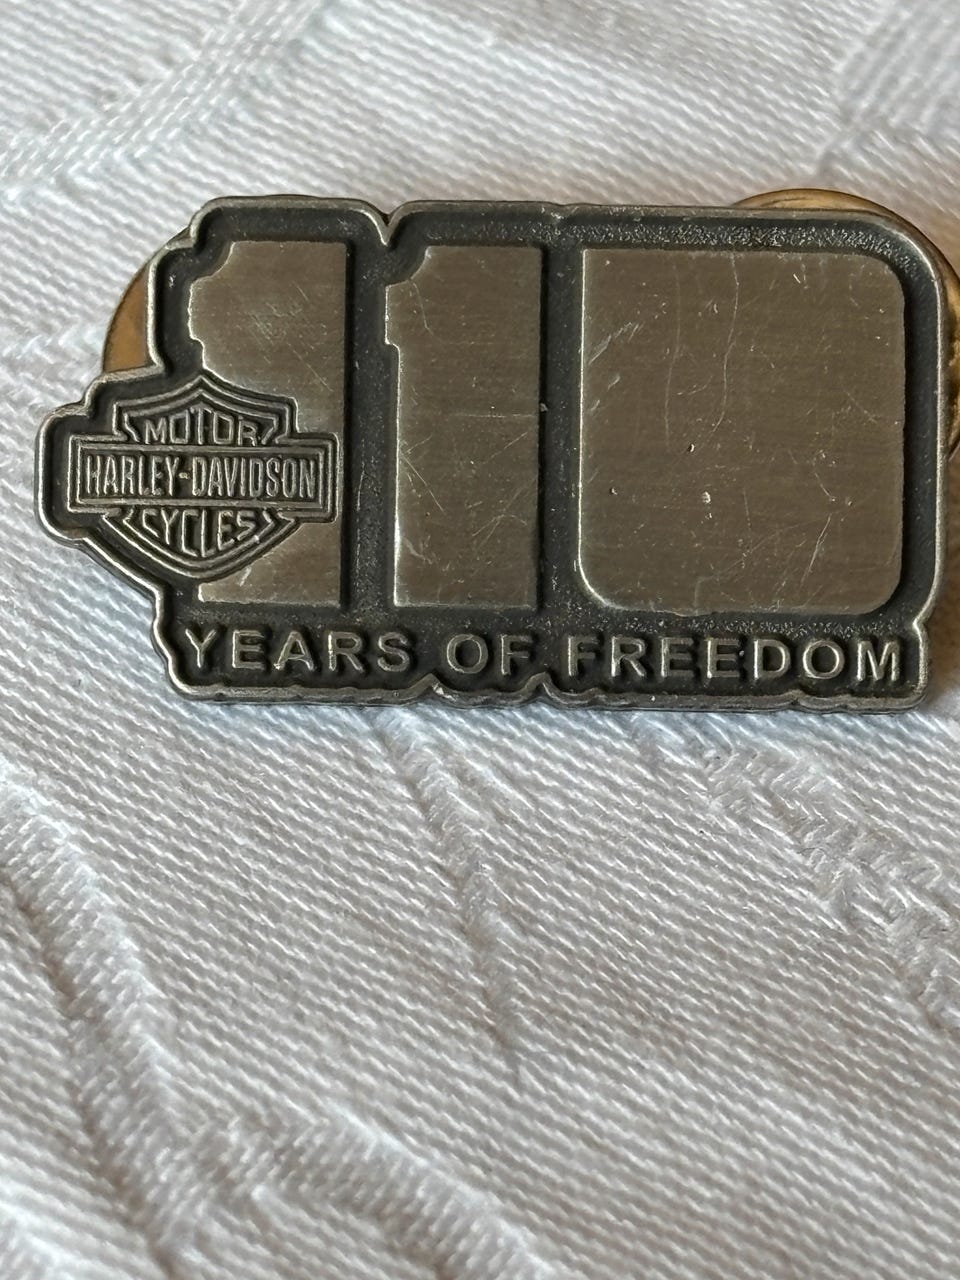 110
MOTOR
HARLEY-DAVIDSON
CYCLES
YEARS OF FREEDOM